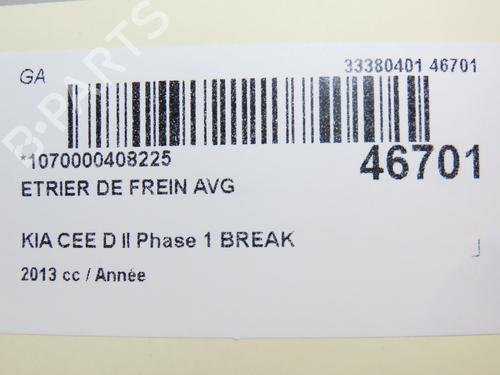 GA
33380401 46701
*1070000408225
46701
ETRIER DE FREIN AVG
KIA CEE D II Phase 1 BREAK
2013 cc / Année
B-PARTS